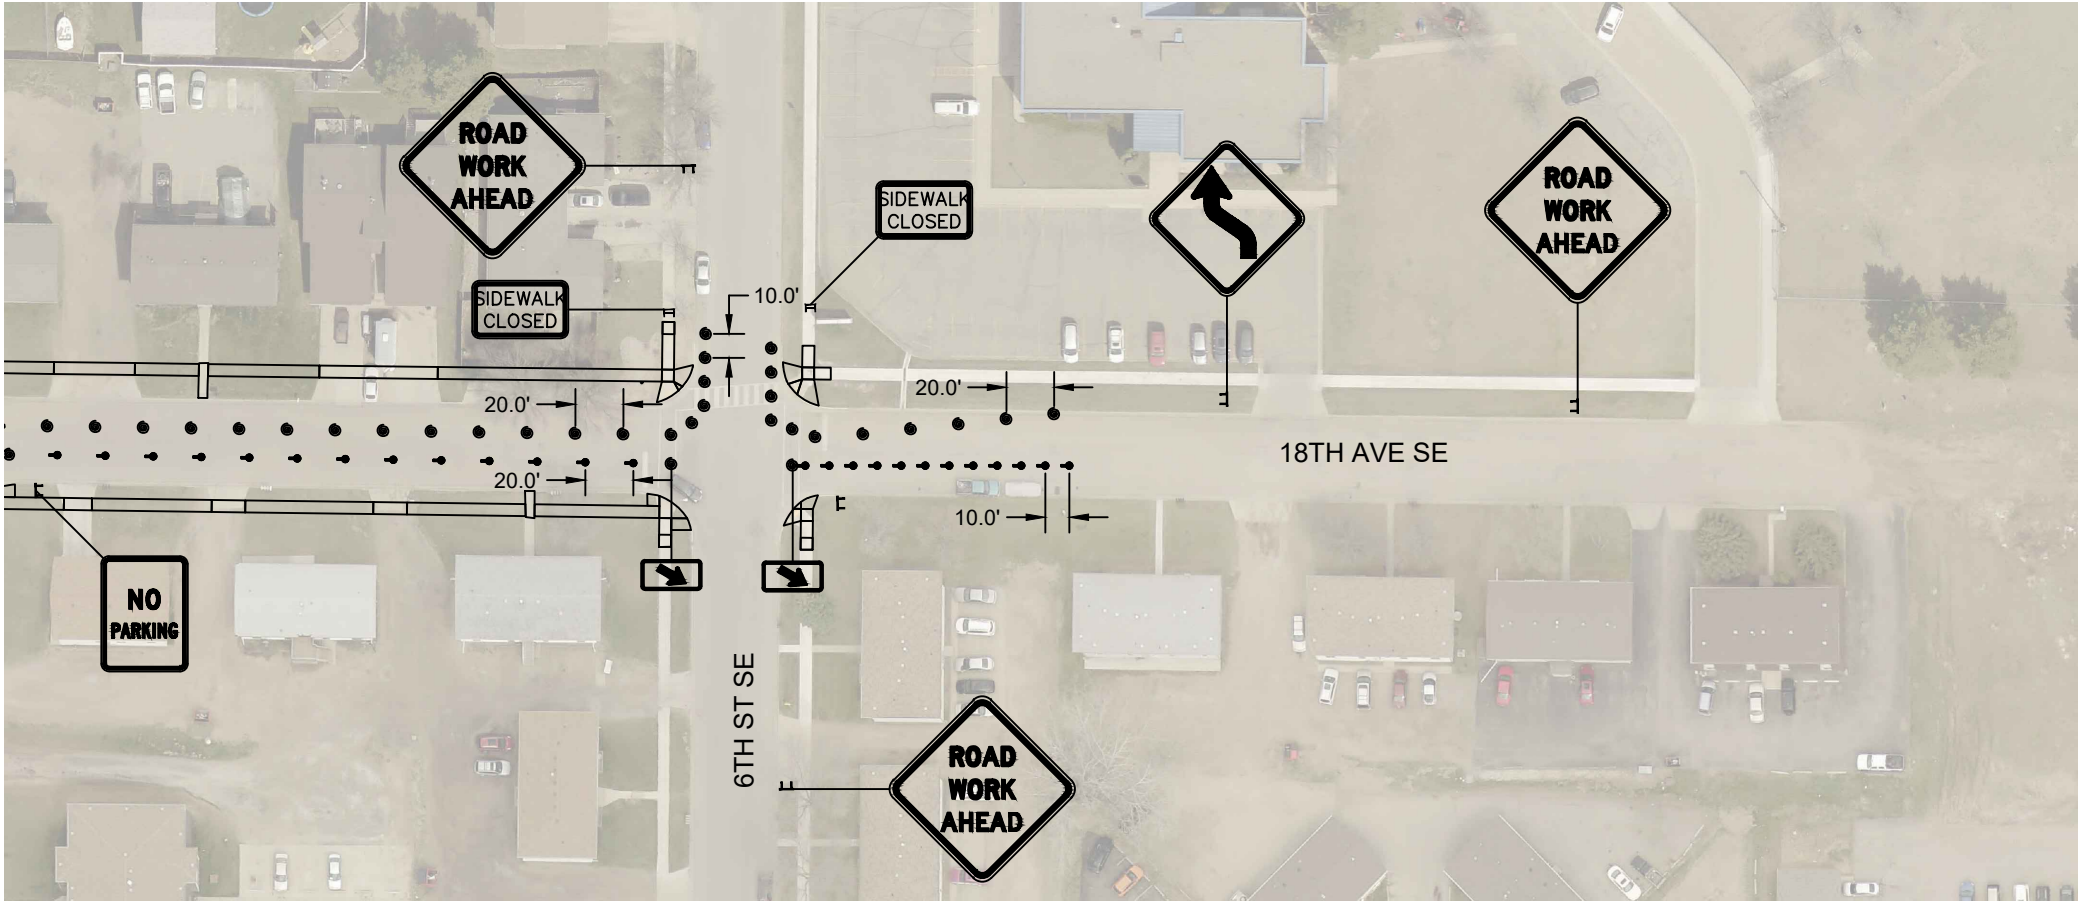 ROAD
WORK
AHEAD
ROAD
WORK
AHEAD
SIDEWALK
CLOSED
SIDEWALK
CLOSED
10.0'
20.0'
20.0'
18TH AVE SE
20.0'
10.0'
NO
PARKING
6TH ST SE
ROAD
WORK
AHEAD